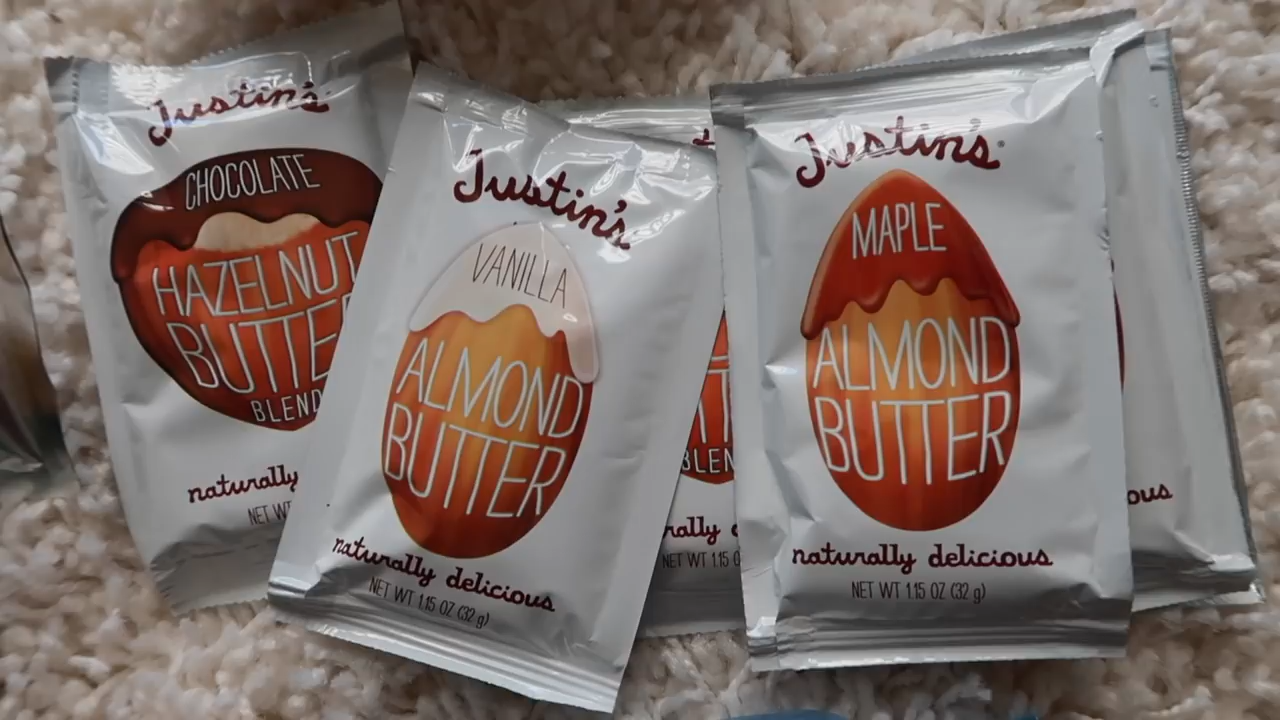 Justin's
CHOCOLATE
HAZELNUT
BUTTE
BLEND
naturally
NET WT
Justin's
VANILLA
ALMOND
BUTTER
naturally delicious
NET WT 1.15 OZ (32 g)
BLEN
NET WT 1.15 O
Justin's
MAPLE
ALMOND
BUTTER
naturally delicious
NET WT 1.15 OZ (32 g)
ous